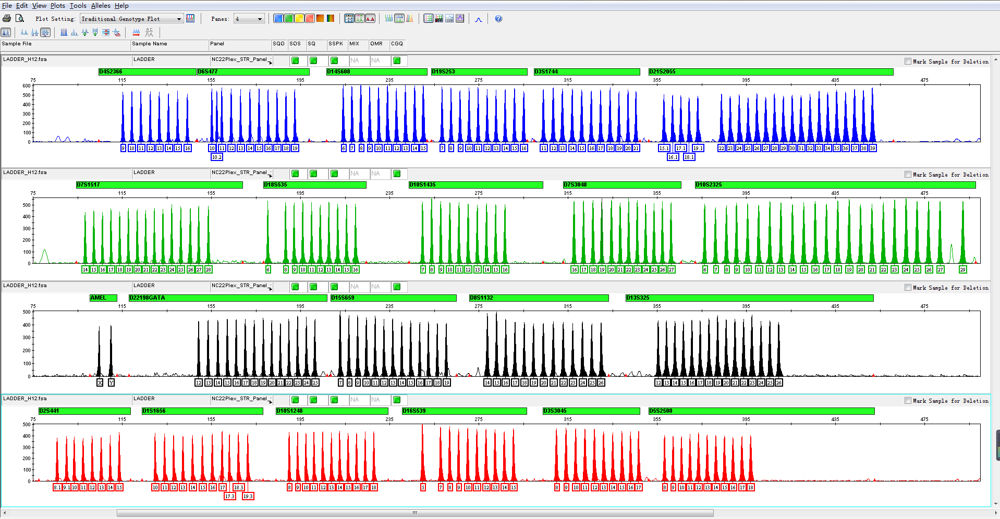 File Edit View Plots Tools Alleles Help
Plot Setting: Traditional Genotype Plot Panes: 4
Sample File Sample Name Panel SQO SOS SQ SSPK MIX OMR CGQ
LADDER_H12.fsa LADDER NC22Plex_STR_Panel_ NA NA Mark Sample for Deletion
D4S2366 D6S477 D14S608 D19S253 D3S1744 D21S2055
75 115 155 195 235 275 315 355 395 435 475
600
500
400
300
200
100
0
9 10 11 12 13 14 15 16 10 11 12 13 14 15 16 17 18 19 6 7 8 9 10 11 12 13 14 15 7 8 9 10 11 12 13 14 15 16 11 12 13 14 15 16 17 18 19 20 21 15.1 17.1 19.1 22 23 24 25 26 27 28 29 30 31 32 33 34 35 36 37 38 39
10.2 16.1 18.1
LADDER_H12.fsa LADDER NC22Plex_STR_Panel_ NA NA Mark Sample for Deletion
D7S1517 D18S535 D10S1435 D7S3048 D10S2325
75 115 155 195 235 275 315 355 395 435 475
500
400
300
200
100
0
14 15 16 17 18 19 20 21 22 23 24 25 26 27 28 6 8 9 10 11 12 13 14 15 16 7 8 9 10 11 12 13 14 15 16 16 17 18 19 20 21 22 23 24 25 26 27 6 7 8 9 10 11 12 13 14 15 16 17 18 19 20 21 22 23 24 25 26 27 29
LADDER_H12.fsa LADDER NC22Plex_STR_Panel_ NA NA Mark Sample for Deletion
AMEL D22198GATA D15S659 D8S1132 D13S325
75 115 155 195 235 275 315 355 395 435 475
500
400
300
200
100
0
X Y 12 13 14 15 16 17 18 19 20 21 22 23 24 25 7 8 9 10 11 12 13 14 15 16 17 18 19 14 15 16 17 18 19 20 21 22 23 24 25 26 12 13 14 15 16 17 18 19 20 21 22 23 24 25 26
LADDER_H12.fsa LADDER NC22Plex_STR_Panel_ NA NA Mark Sample for Deletion
D2S441 D1S1656 D10S1248 D16S539 D3S3045 D5S2500
75 115 155 195 235 275 315 355 395 435 475
500
400
300
200
100
0
8.1 9.1 10 11 12 13 14 15 10 11 12 13 14 15 16 17 18.3 8 9 10 11 12 13 14 15 16 17 18 5 7 8 9 10 11 12 13 14 15 8 9 10 11 12 13 14 15 16 17 8 9 10 11 12 13 14 15 16 17 18
17.3 19.3